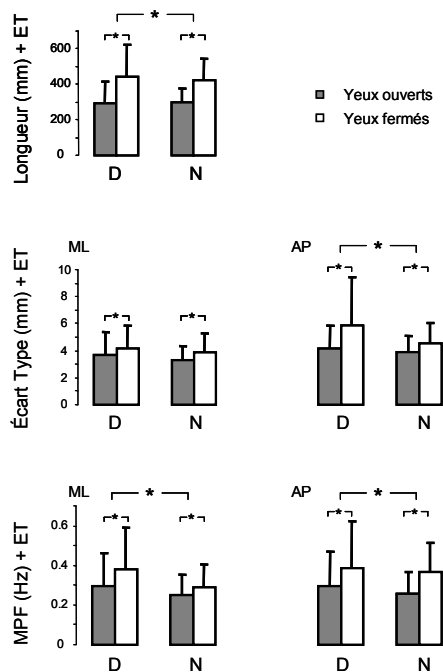 *
* *
Longueur (mm) + ET
600
400
200
0
D N
Yeux ouverts
Yeux fermés
ML AP
*
* * * *
Écart Type (mm) + ET
10
8
6
4
2
0
D N D N
ML AP
* *
* * * *
MPF (Hz) + ET
0.6
0.4
0.2
0
D N D N